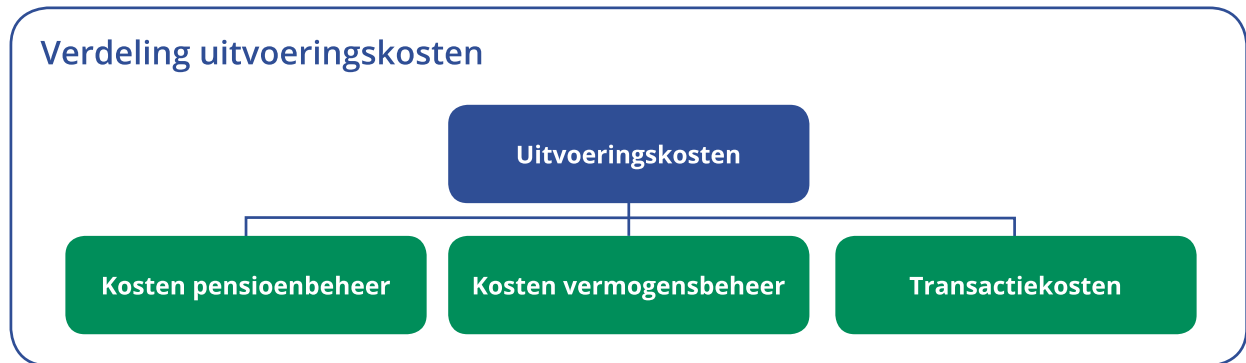 Verdeling uitvoeringskosten
Uitvoeringskosten
Kosten pensioenbeheer
Kosten vermogensbeheer
Transactiekosten